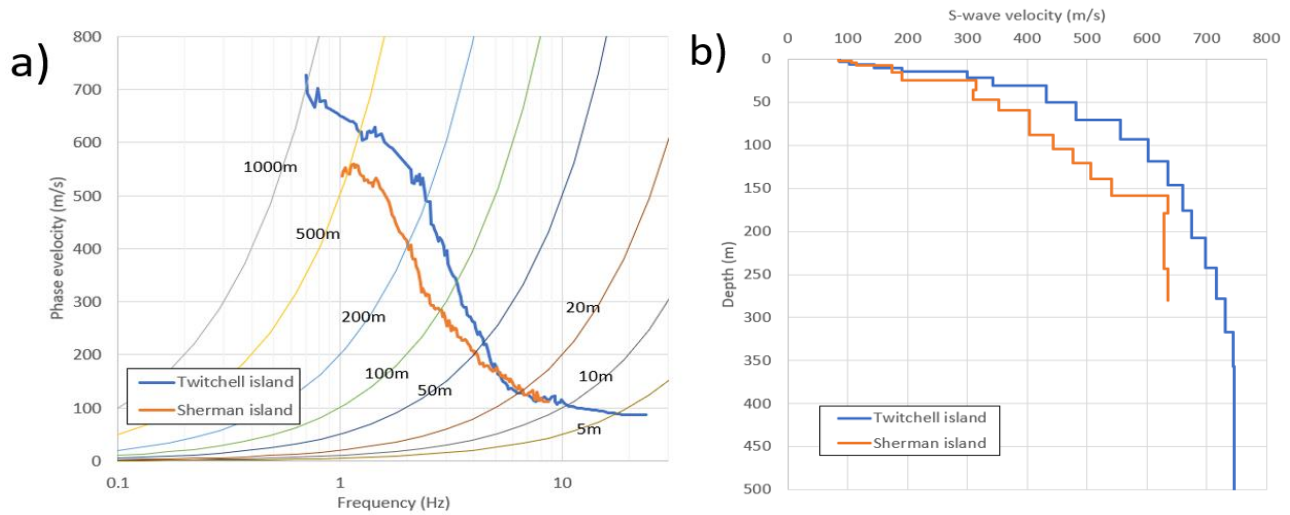 a)
Phase evelocity (m/s)
800
700
600
500
400
300
200
100
0
1000m
500m
200m
100m
50m
20m
10m
5m
Twitchell island
Sherman island
0.1
1
10
Frequency (Hz)
b)
S-wave velocity (m/s)
0
100
200
300
400
500
600
700
800
Depth (m)
0
50
100
150
200
250
300
350
400
450
500
Twitchell island
Sherman island